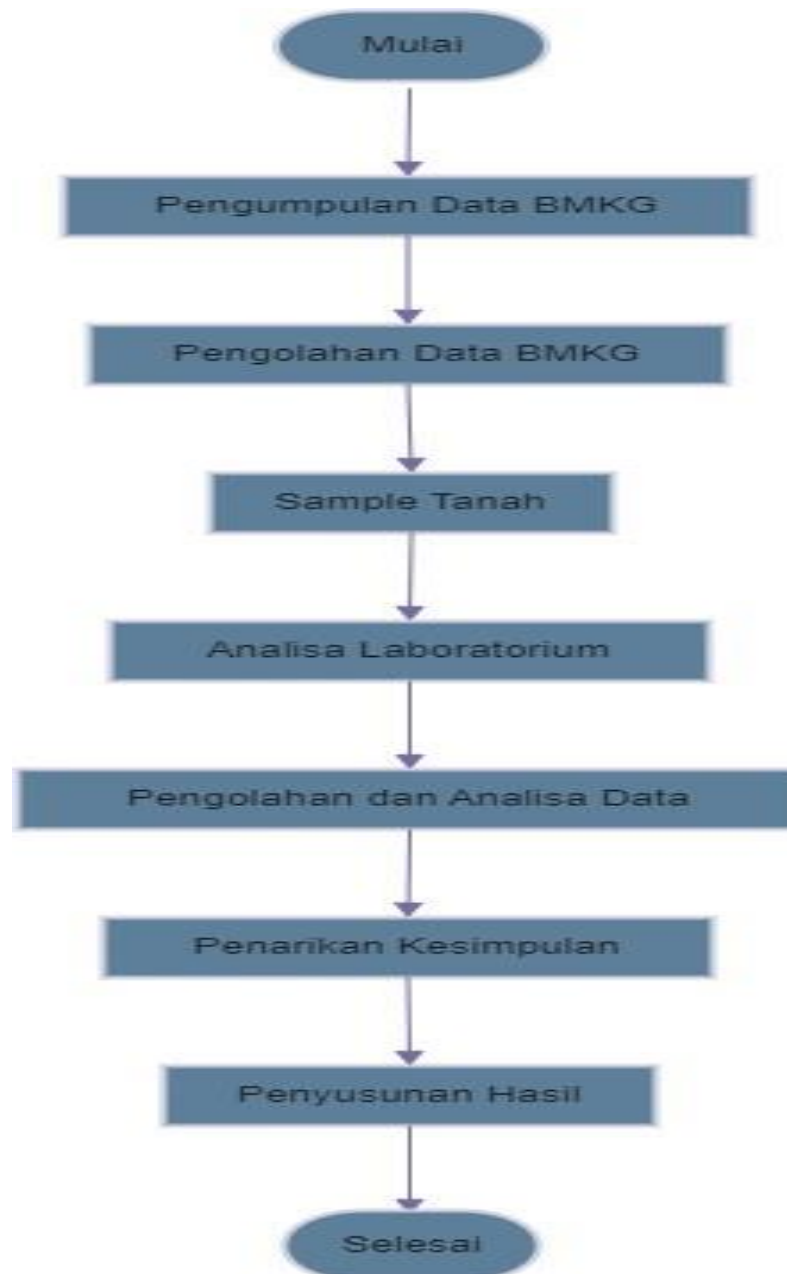 Mulai
Pengumpulan Data BMKG
Pengolahan Data BMKG
Sample Tanah
Analisa Laboratorium
Pengolahan dan Analisa Data
Penarikan Kesimpulan
Penyusunan Hasil
Selesai